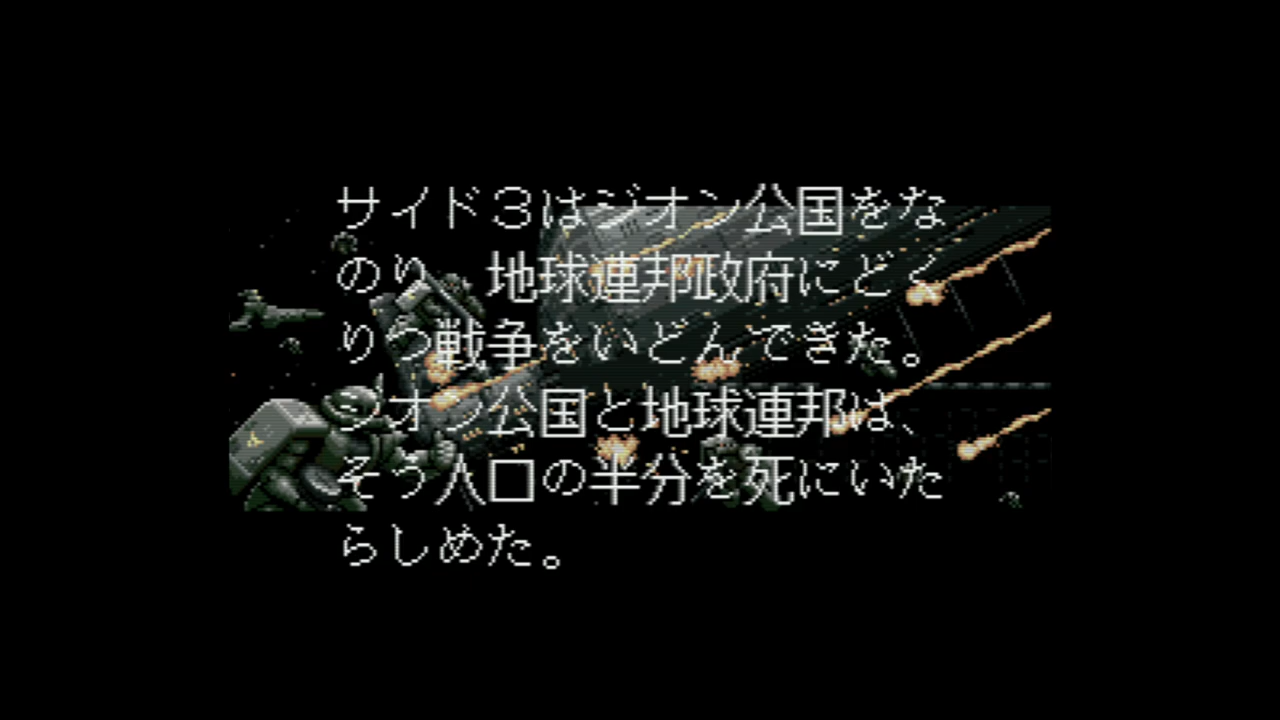 サイド３はジオン公国をな
のり、地球連邦政府にどく
りつ戦争をいどんできた。
ジオン公国と地球連邦は、
そう人口の半分を死にいた
らしめた。